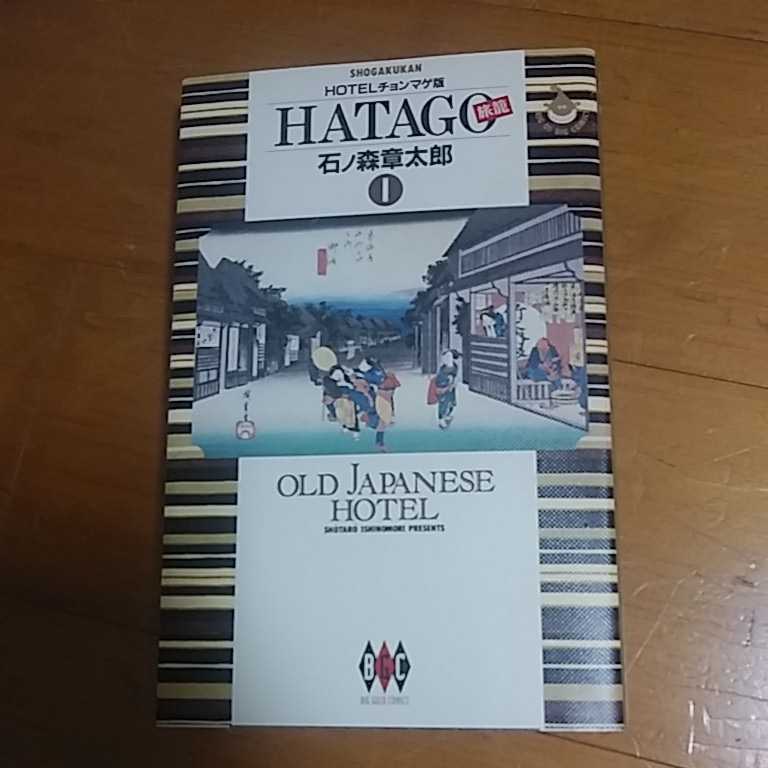 SHOGAKUKAN
HOTELチョンマゲ版
HATAGO
旅籠
石ノ森章太郎
1
OLD JAPANESE
HOTEL
SHOTARO ISHINOMORI PRESENTS
BGC
BIG GOLD COMICS